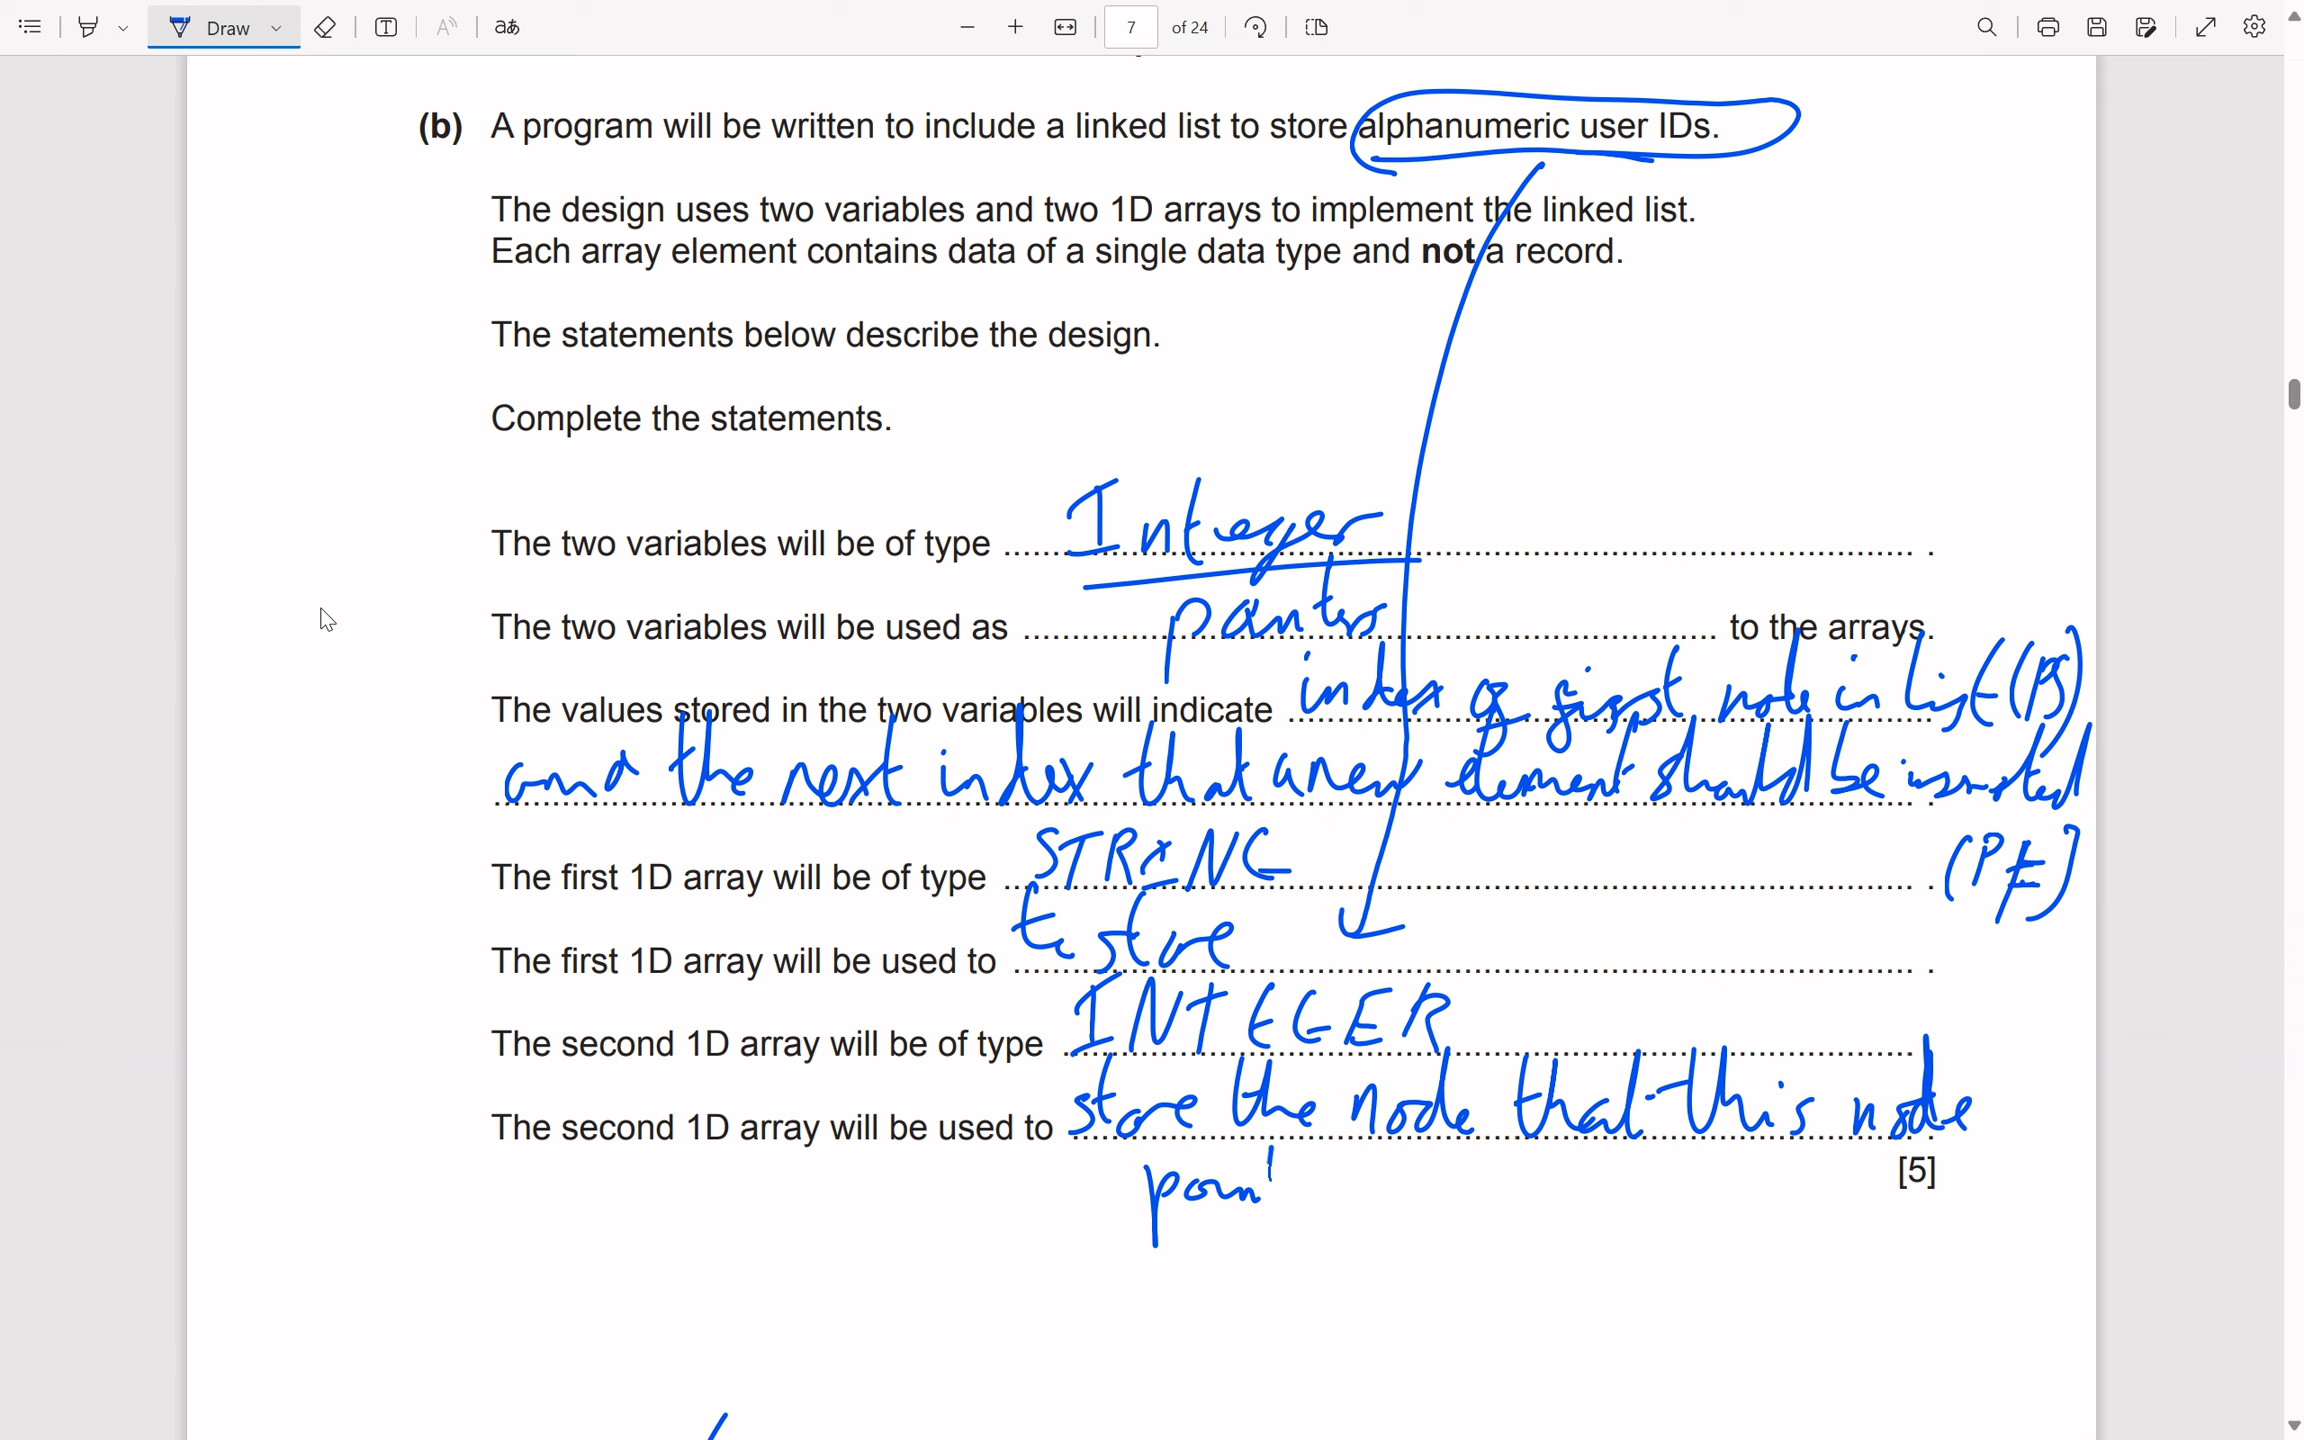 Draw
7 of 24
(b) A program will be written to include a linked list to store alphanumeric user IDs.
The design uses two variables and two 1D arrays to implement the linked list.
Each array element contains data of a single data type and not a record.
The statements below describe the design.
Complete the statements.
The two variables will be of type Integer .
The two variables will be used as pointers to the arrays.
The values stored in the two variables will indicate index of first node in list
and the next index that a new element should be inserted .
The first 1D array will be of type STRING .
The first 1D array will be used to to store .
The second 1D array will be of type INTEGER
The second 1D array will be used to store the node that this node .
[5]